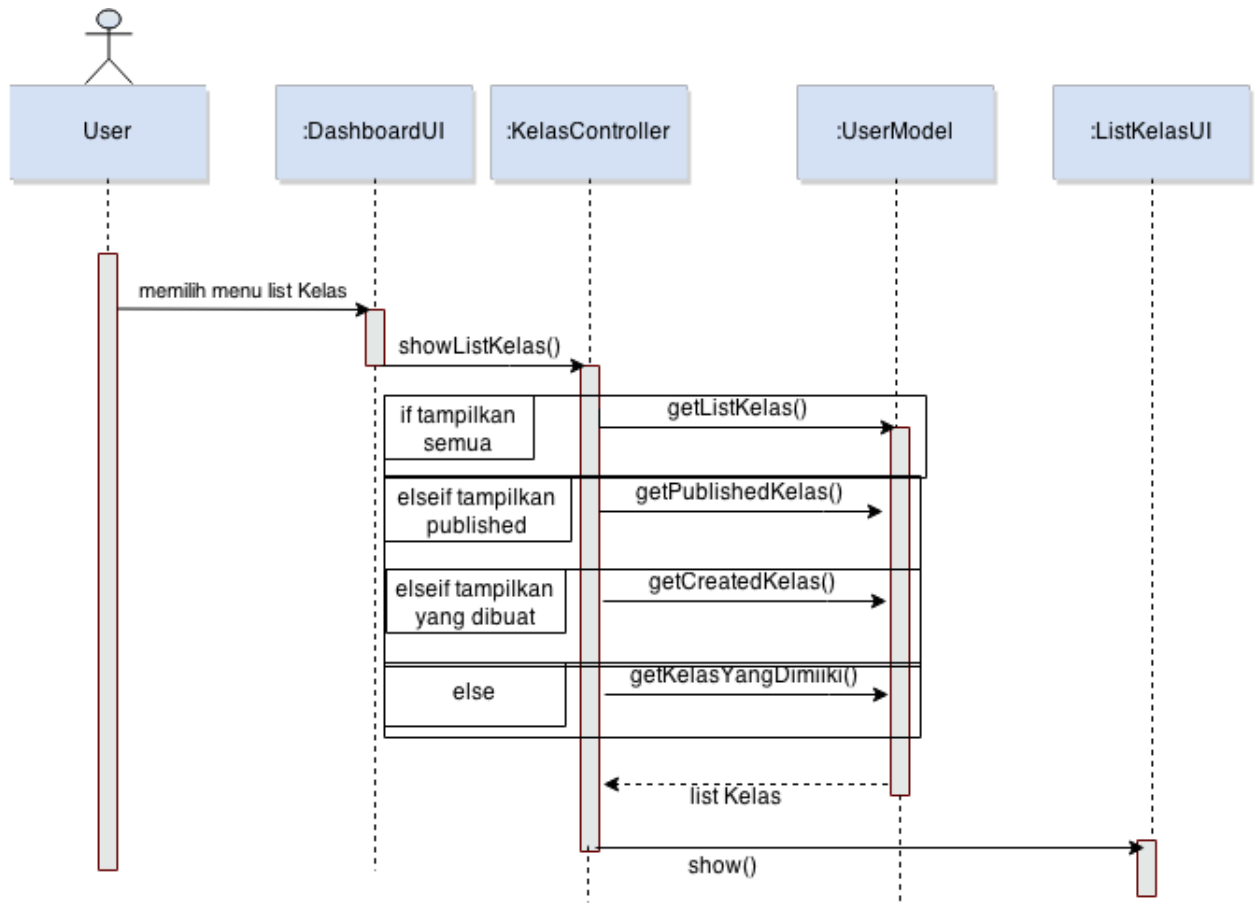 User
:DashboardUI
:KelasController
:UserModel
:ListKelasUI
memilih menu list Kelas
showListKelas()
if tampilkan
semua
getListKelas()
elseif tampilkan
published
getPublishedKelas()
elseif tampilkan
yang dibuat
getCreatedKelas()
else
getKelasYangDimiiki()
list Kelas
show()